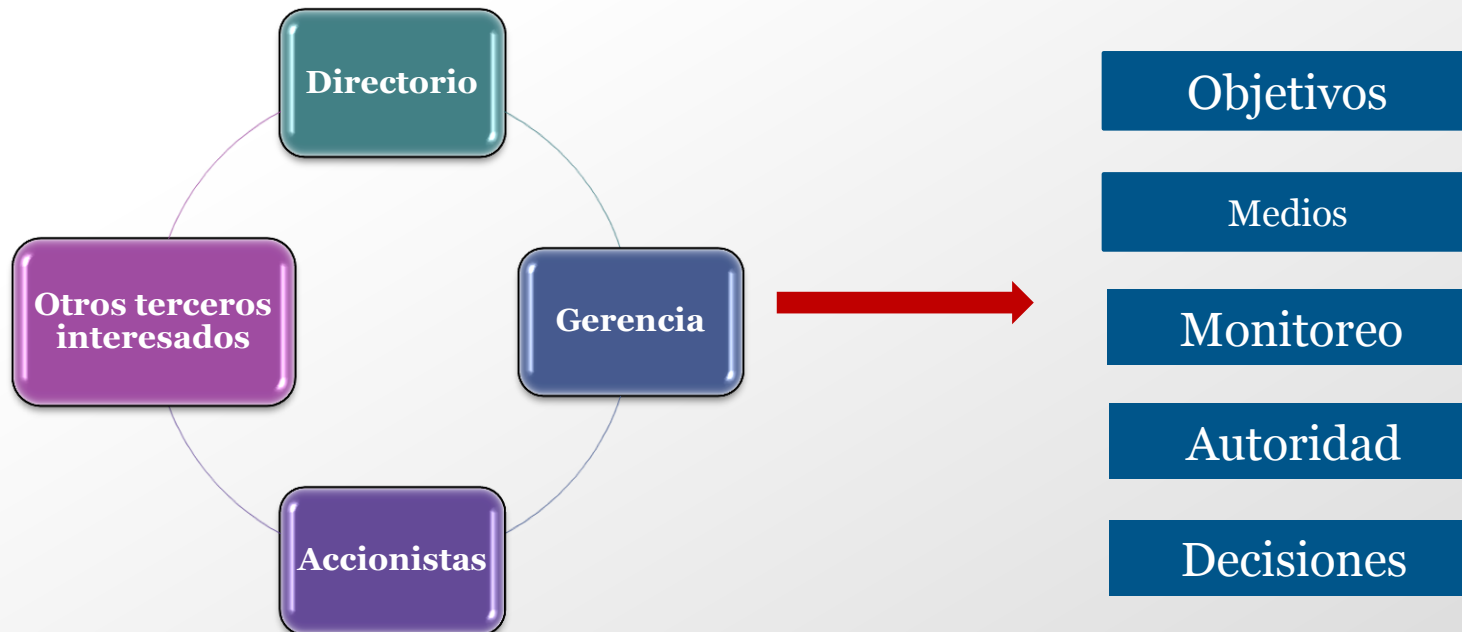 Directorio
Otros terceros
interesados
Gerencia
Accionistas
Objetivos
Medios
Monitoreo
Autoridad
Decisiones